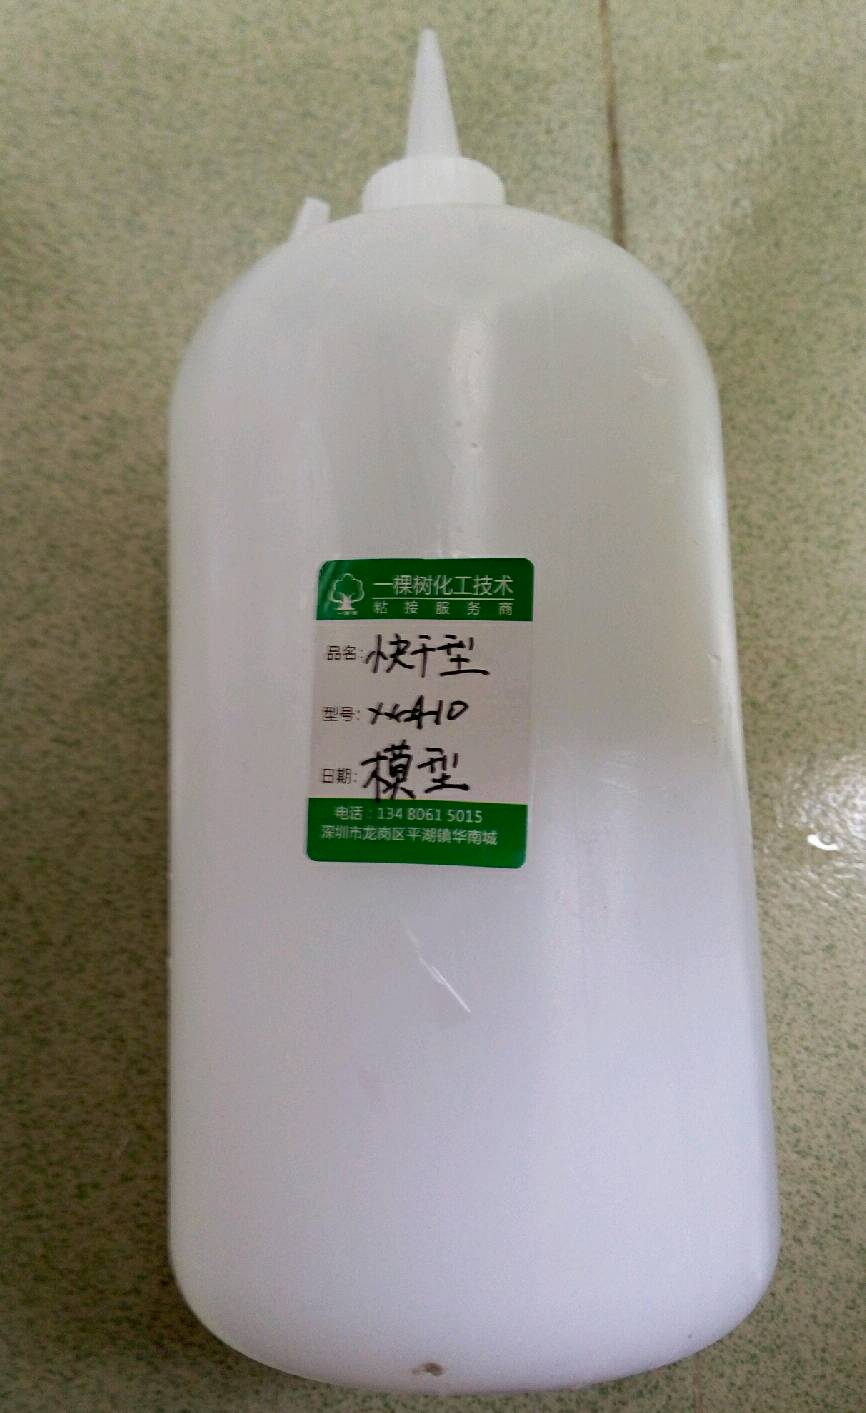 一棵树化工技术
粘接服务商
品名:快干型
型号:
日期:模型
电话:134 8061 5015
深圳市龙岗区平湖镇华南城